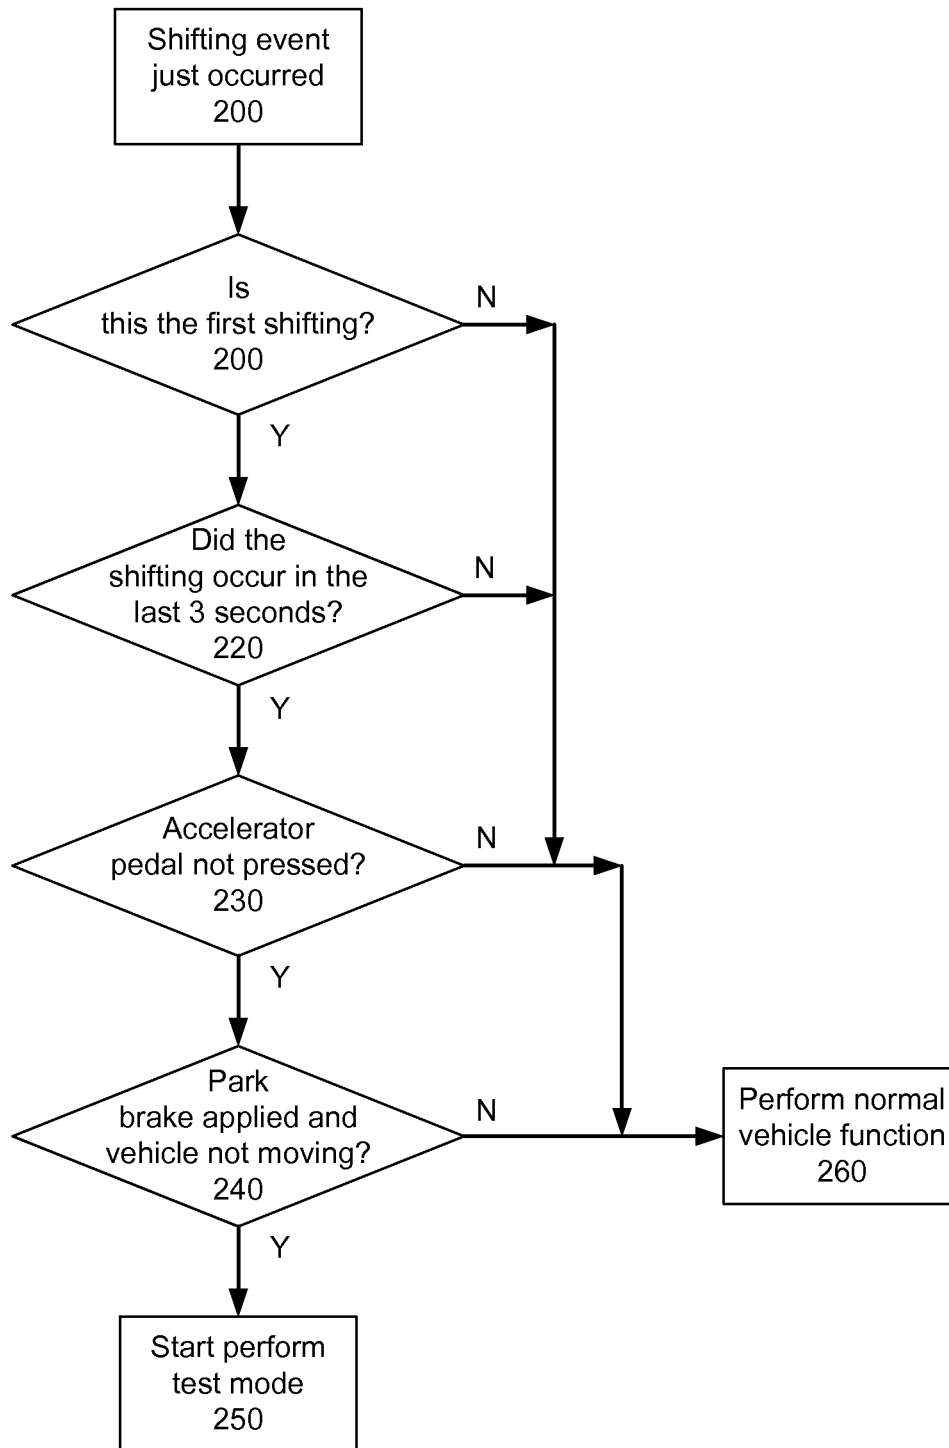 Shifting event
just occurred
200
Is
this the first shifting?
200
N
Y
Did the
shifting occur in the
last 3 seconds?
220
N
Y
Accelerator
pedal not pressed?
230
N
Y
Park
brake applied and
vehicle not moving?
240
N
Y
Perform normal
vehicle function
260
Start perform
test mode
250